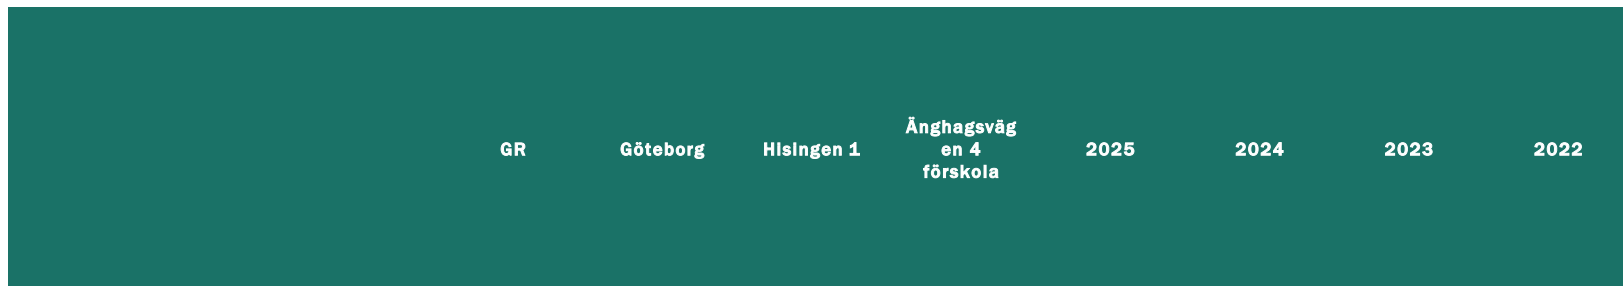 GR
Göteborg
Hisingen 1
Änghagsväg
en 4
förskola
2025
2024
2023
2022